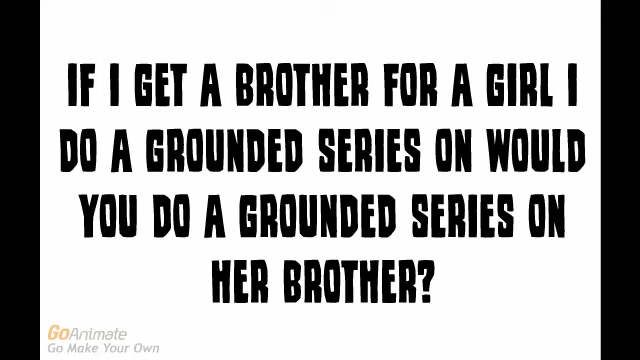 IF I GET A BROTHER FOR A GIRL I
DO A GROUNDED SERIES ON WOULD
YOU DO A GROUNDED SERIES ON
HER BROTHER?
GoAnimate
Go Make Your Own